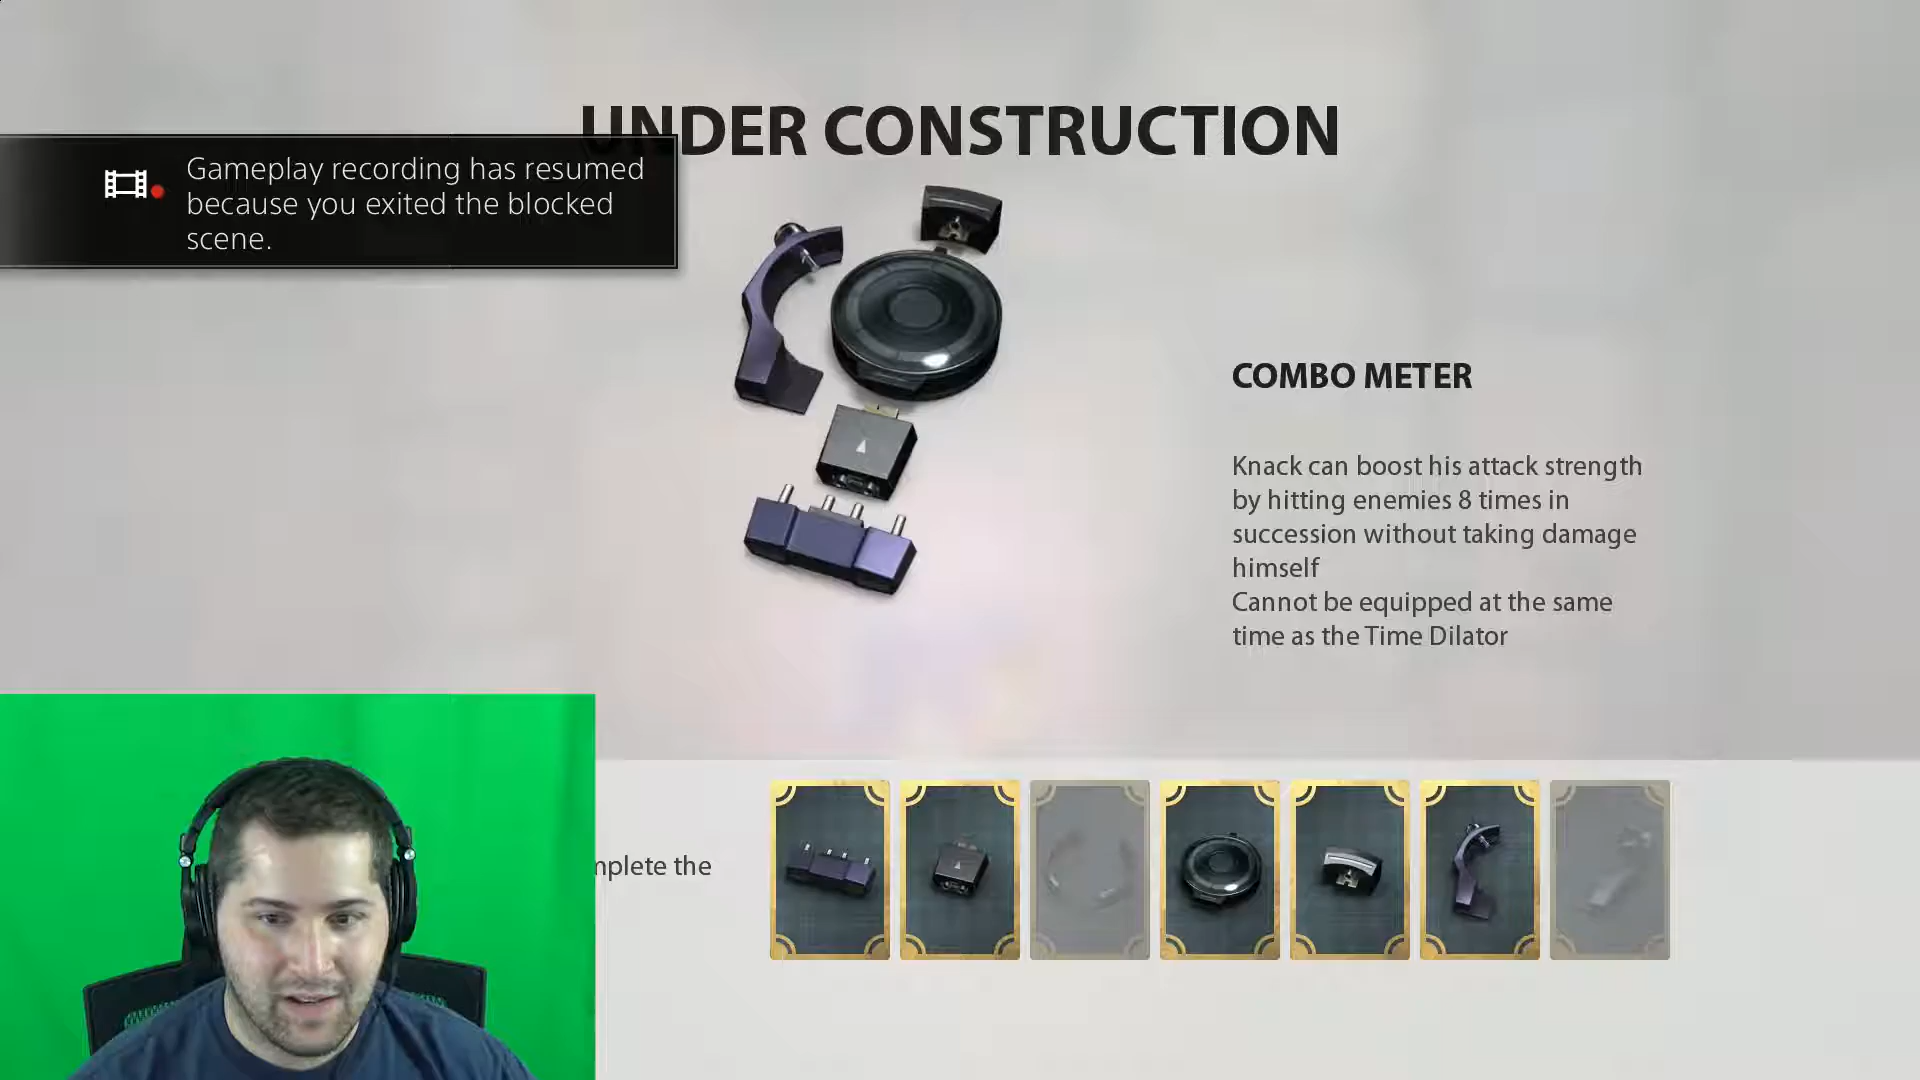 UNDER CONSTRUCTION
Gameplay recording has resumed
because you exited the blocked
scene.
COMBO METER
Knack can boost his attack strength
by hitting enemies 8 times in
succession without taking damage
himself
Cannot be equipped at the same
time as the Time Dilator
mplete the